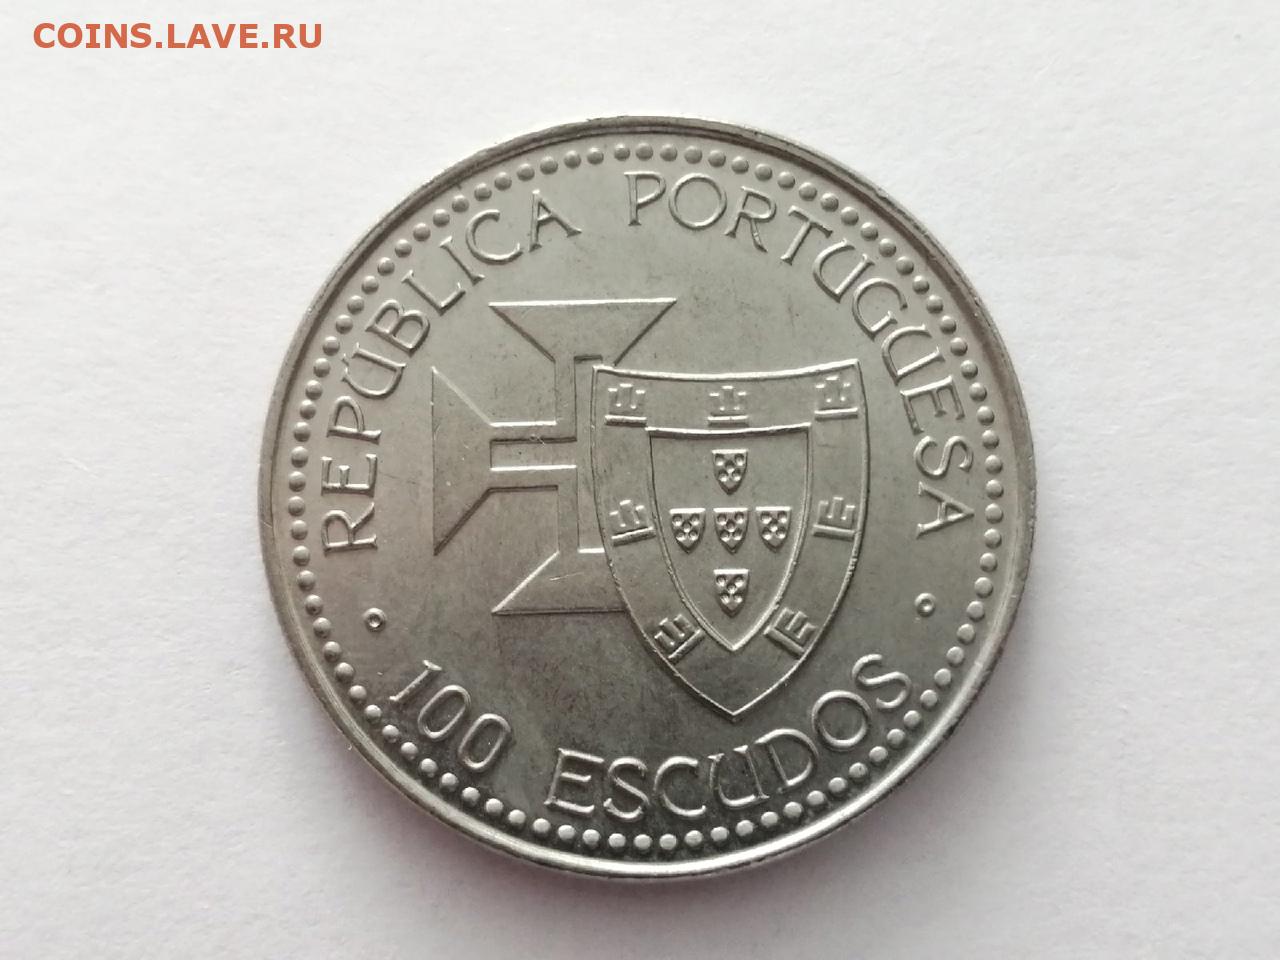 COINS.LAVE.RU
REPÚBLICA PORTUGUESA
100 ESCUDOS